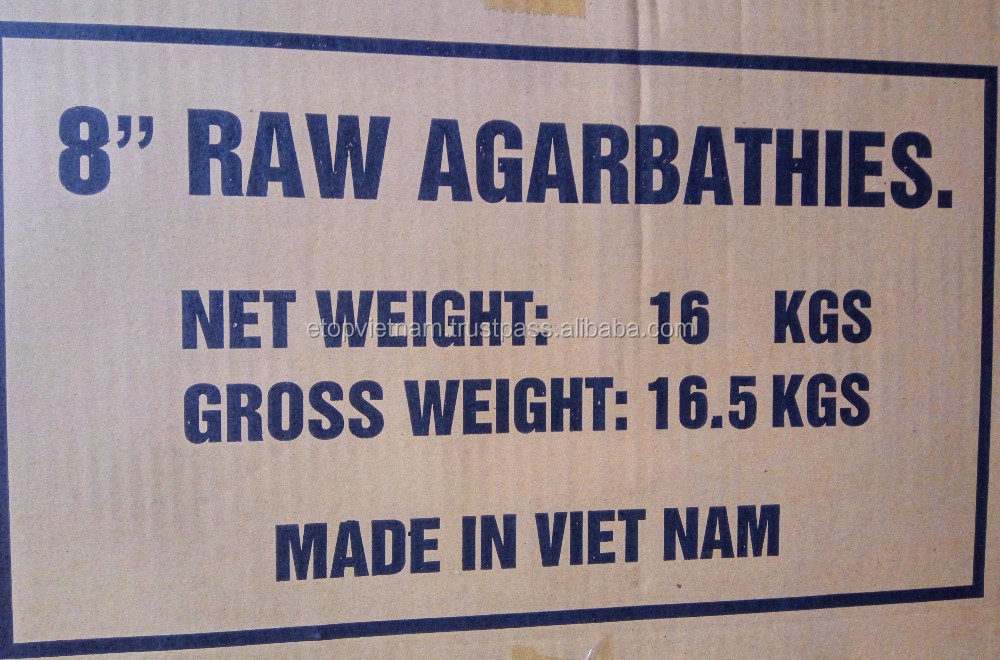 8” RAW AGARBATHIES.
NET WEIGHT: 16 KGS
etopvietnam.trustpass.alibaba.com
GROSS WEIGHT: 16.5 KGS
MADE IN VIET NAM